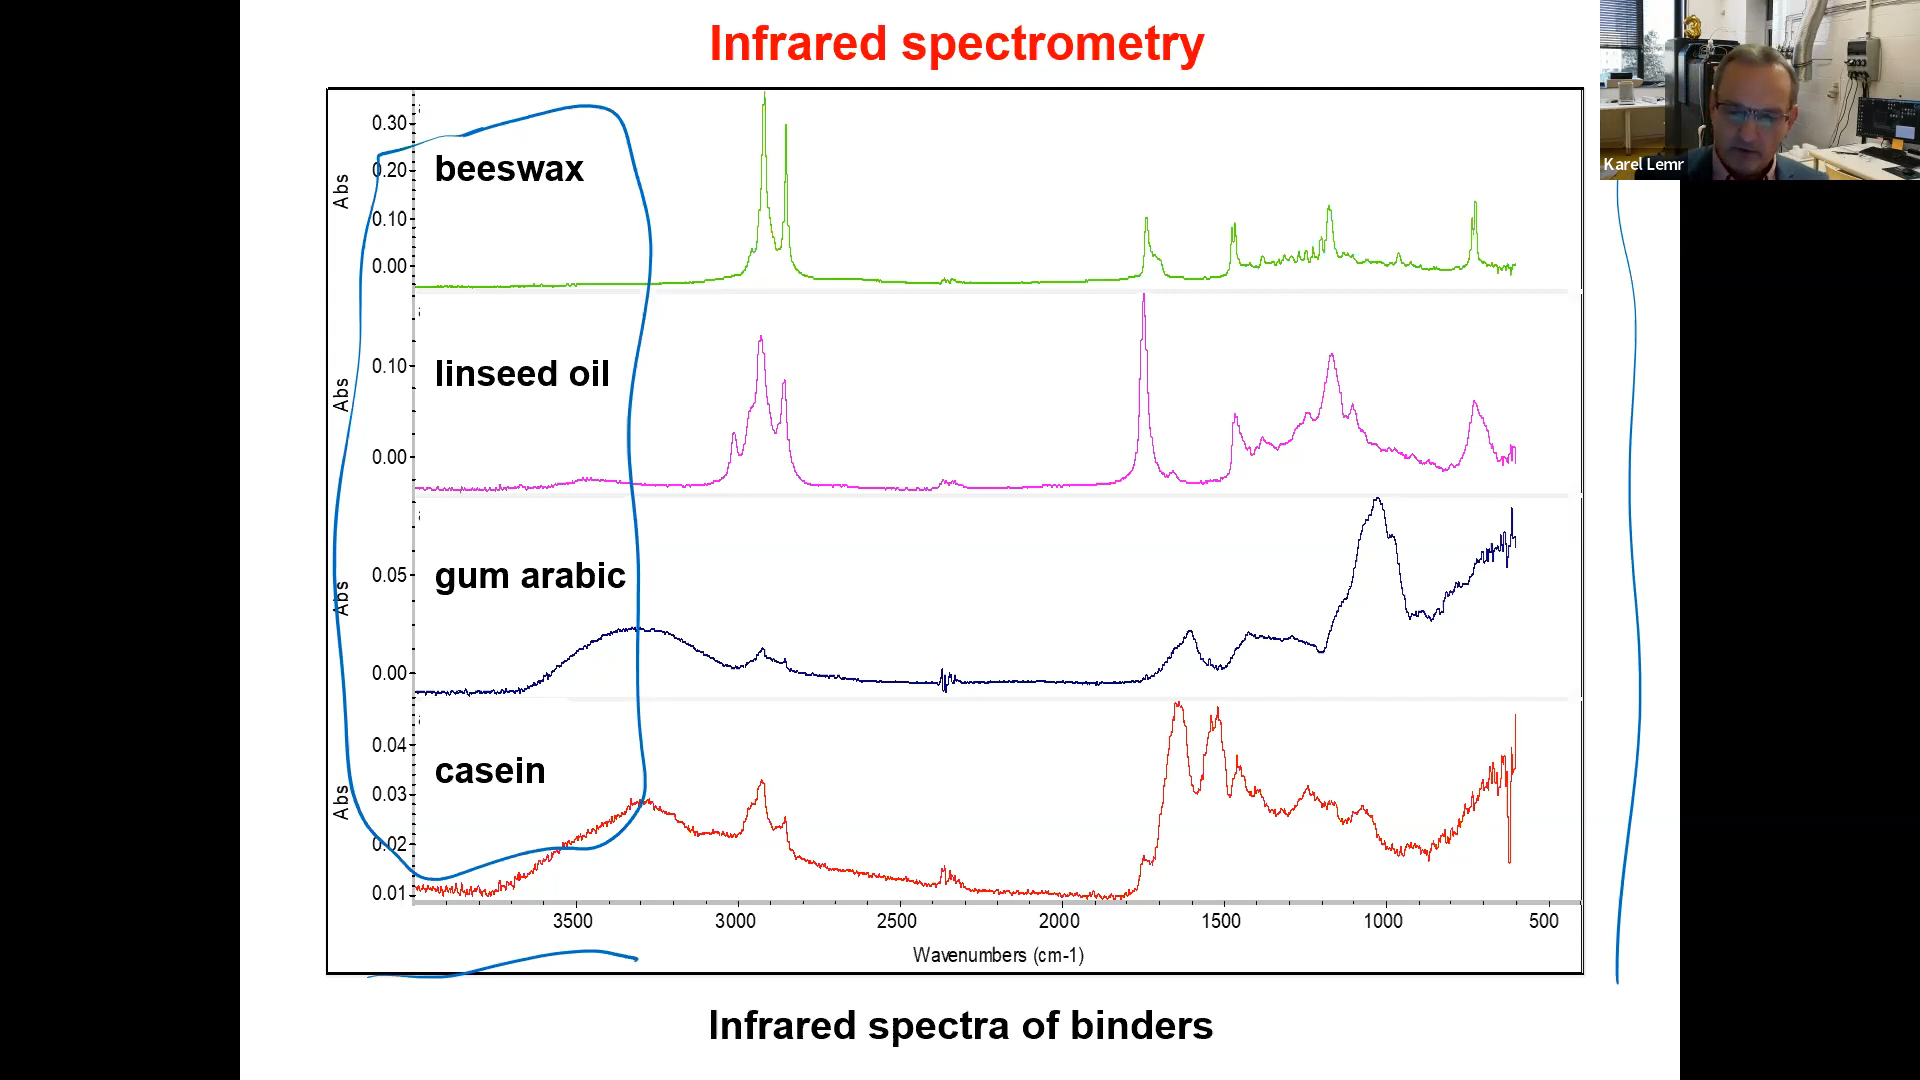 Infrared spectrometry
Karel Lemr
Abs
0.30
0.20
0.10
0.00
beeswax
Abs
0.10
0.00
linseed oil
Abs
0.05
0.00
gum arabic
Abs
0.04
0.03
0.02
0.01
casein
3500 3000 2500 2000 1500 1000 500
Wavenumbers (cm-1)
Infrared spectra of binders